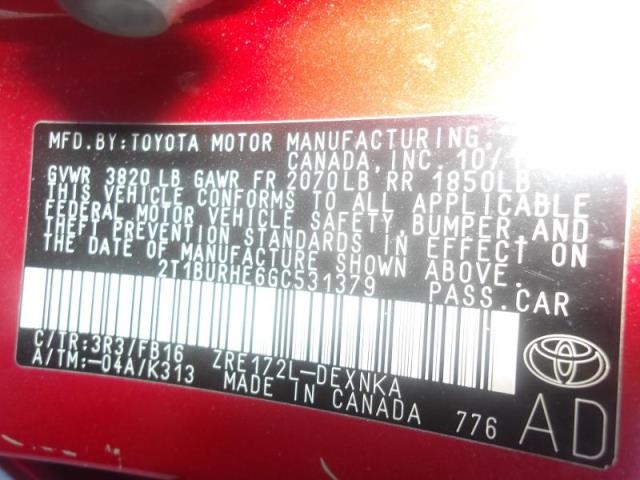 MFD.BY:TOYOTA MOTOR MANUFACTURING,
CANADA, INC. 10/
GVWR 3820 LB GAWR FR 2070LB RR 1850LB
THIS VEHICLE CONFORMS TO ALL APPLICABLE
FEDERAL MOTOR VEHICLE SAFETY,BUMPER AND
THEFT PREVENTION STANDARDS IN EFFECT ON
THE DATE OF MANUFACTURE SHOWN ABOVE.
2T1BURHE6GC531379 PASS.CAR
C/TR:3R3/FB16 ZRE172L-DEXNKA
A/TM:-04A/K313 MADE IN CANADA 776
AD